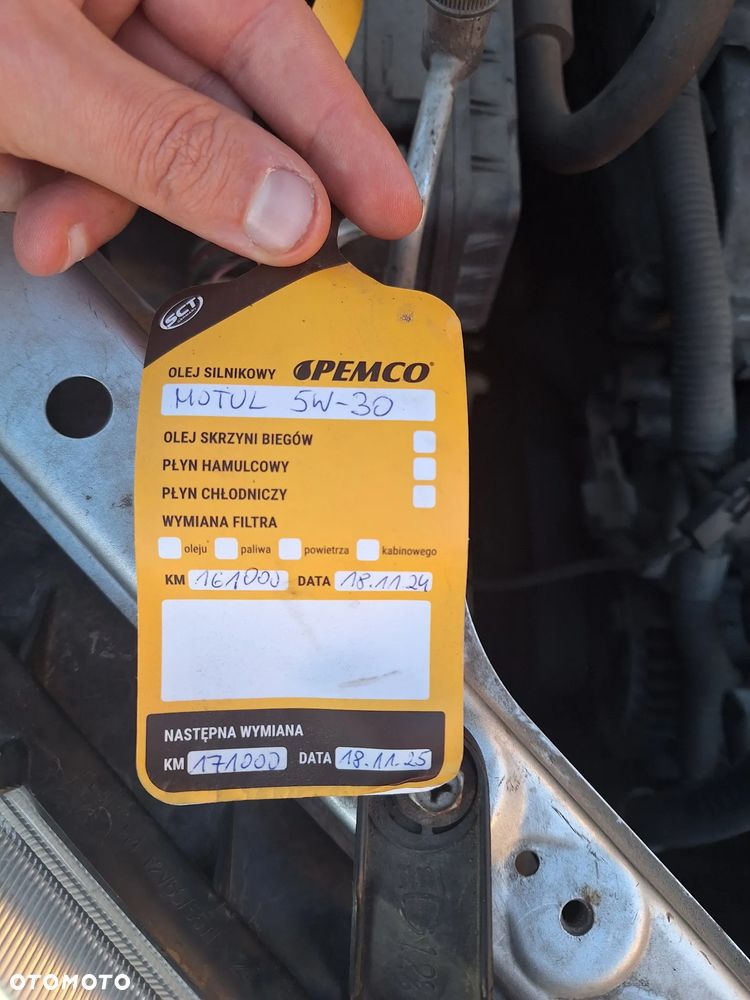 SCT
OLEJ SILNIKOWY PEMCO®
MOTUL 5W-30
OLEJ SKRZYNI BIEGÓW
PŁYN HAMULCOWY
PŁYN CHŁODNICZY
WYMIANA FILTRA
oleju paliwa powietrza kabinowego
KM 161000 DATA 18.11.24
NASTĘPNA WYMIANA
KM 171000 DATA 18.11.25
OTOMOTO